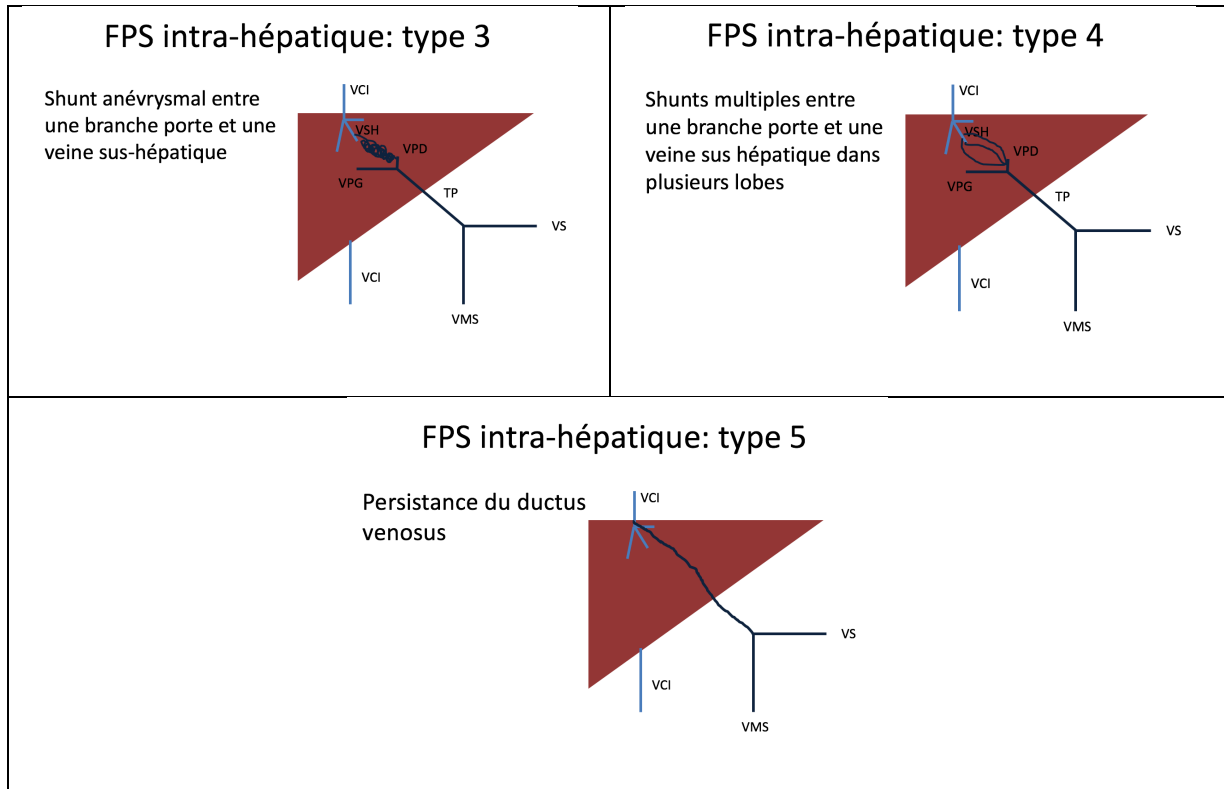 FPS intra-hépatique: type 3
Shunt anévrysmal entre
une branche porte et une
veine sus-hépatique
VCI
VSH
VPD
VPG
TP
VS
VCI
VMS
FPS intra-hépatique: type 4
Shunts multiples entre
une branche porte et une
veine sus hépatique dans
plusieurs lobes
VCI
VSH
VPD
VPG
TP
VS
VCI
VMS
FPS intra-hépatique: type 5
Persistance du ductus
venosus
VCI
VS
VCI
VMS